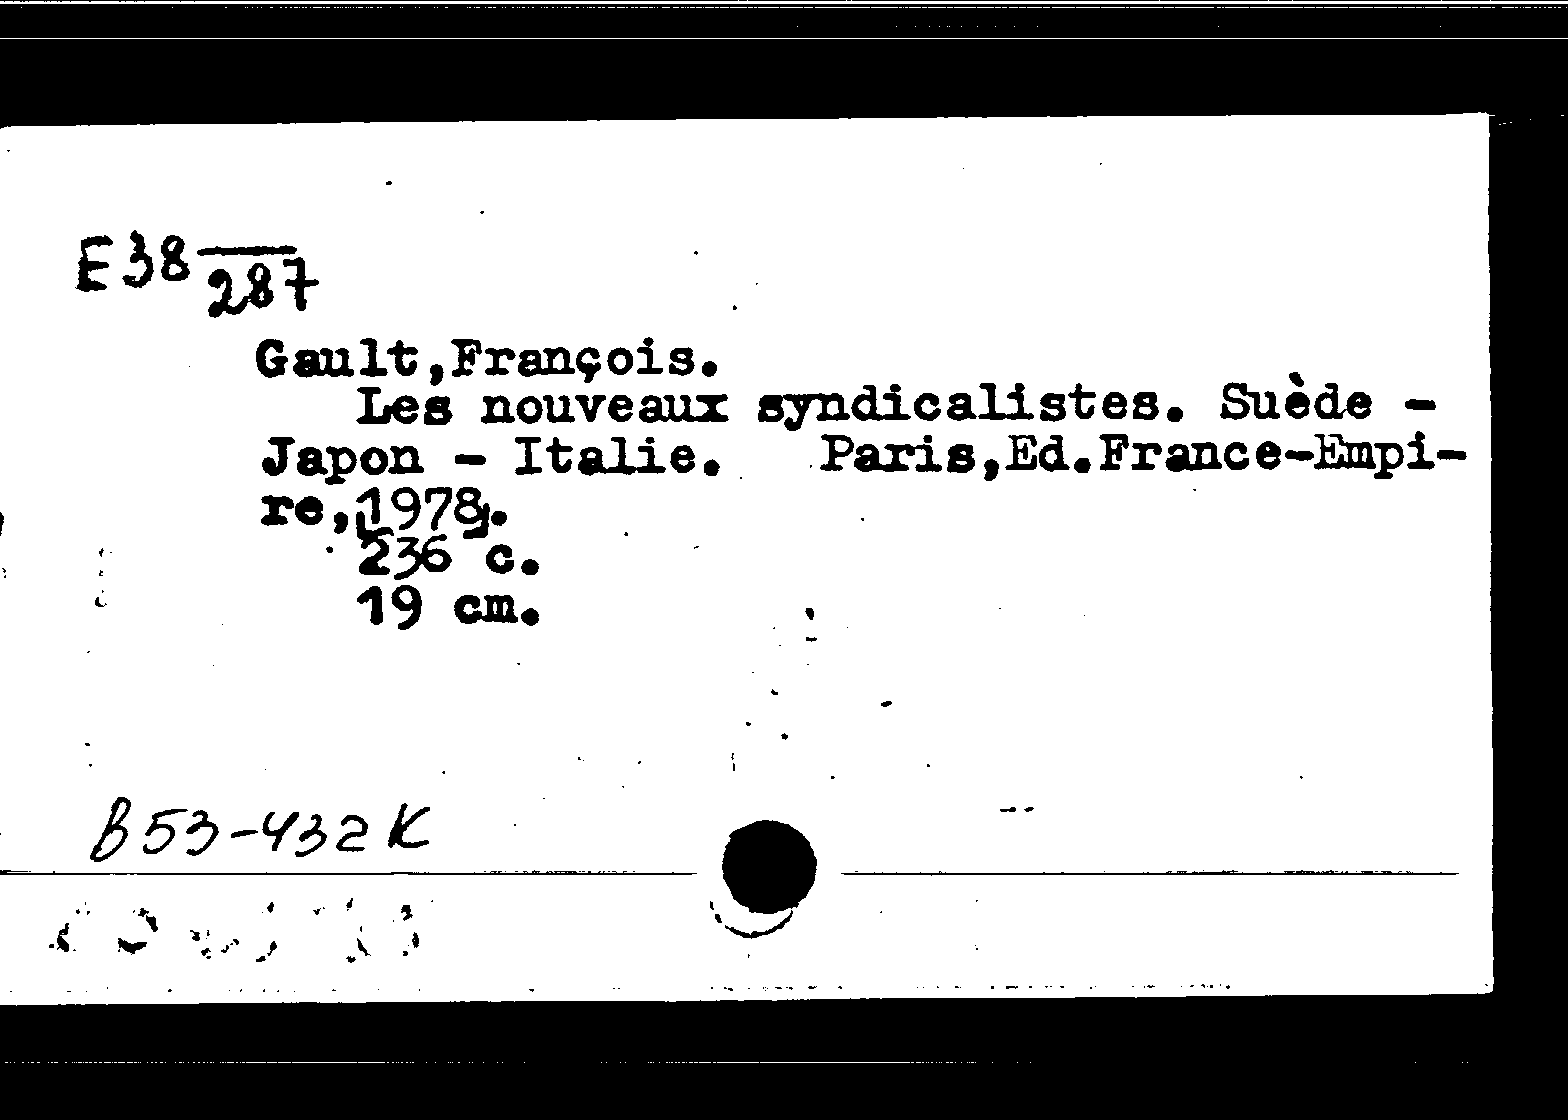 E38 287
Gault,François.
Les nouveaux syndicalistes. Suède -
Japon - Italie. Paris,Ed.France-Empi-
re,[1978].
236 c.
19 cm.
B53-432K